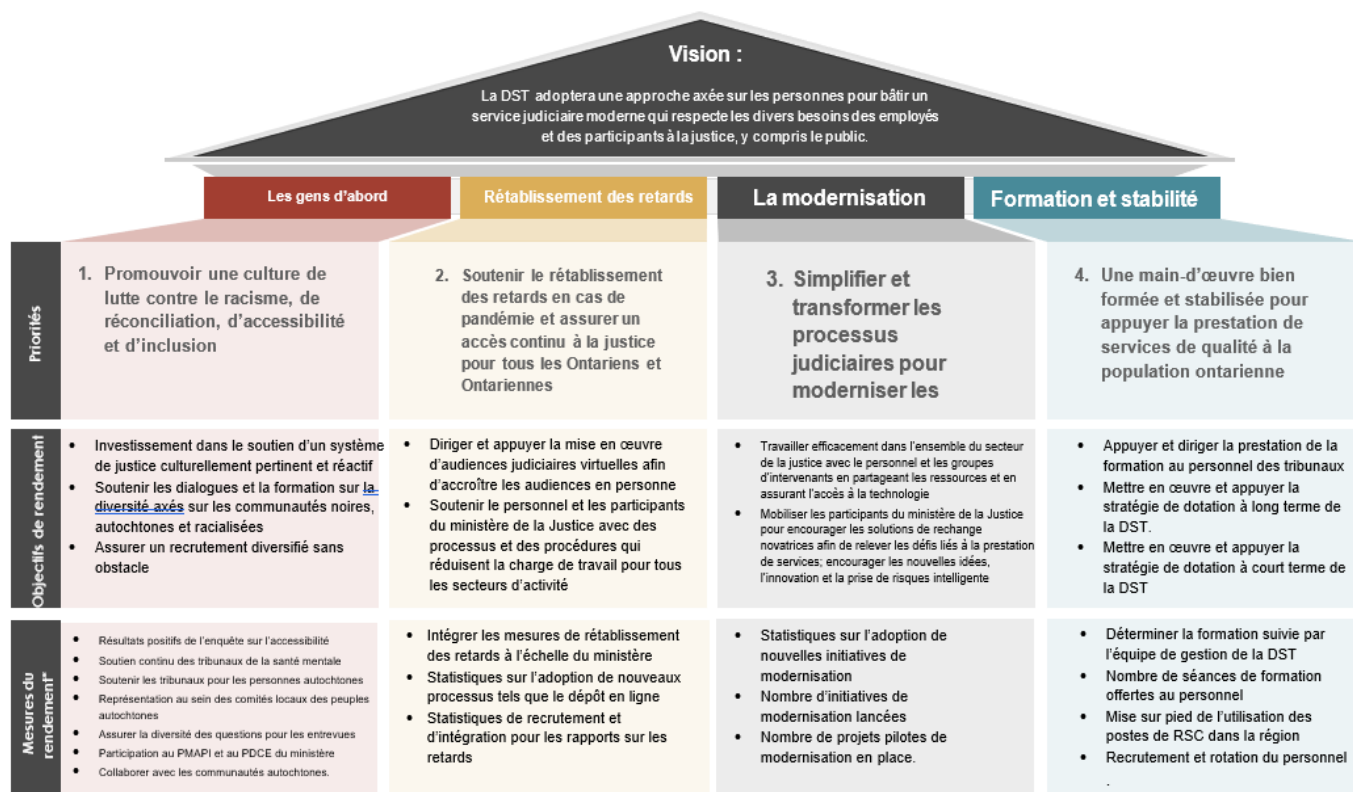 Vision :
La DST adoptera une approche axée sur les personnes pour bâtir un
service judiciaire moderne qui respecte les divers besoins des employés
et des participants à la justice, y compris le public.
Les gens d’abord
Rétablissement des retards
La modernisation
Formation et stabilité
Priorités
1. Promouvoir une culture de
lutte contre le racisme, de
réconciliation, d’accessibilité
et d’inclusion
2. Soutenir le rétablissement
des retards en cas de
pandémie et assurer un
accès continu à la justice
pour tous les Ontariens et
Ontariennes
3. Simplifier et
transformer les
processus
judiciaires pour
moderniser les
4. Une main-d’œuvre bien
formée et stabilisée pour
appuyer la prestation de
services de qualité à la
population ontarienne
Objectifs de rendement
• Investissement dans le soutien d’un système
de justice culturellement pertinent et réactif
• Soutenir les dialogues et la formation sur la
diversité axés sur les communautés noires,
autochtones et racialisées
• Assurer un recrutement diversifié sans
obstacle
• Diriger et appuyer la mise en œuvre
d’audiences judiciaires virtuelles afin
d’accroître les audiences en personne
• Soutenir le personnel et les participants
du ministère de la Justice avec des
processus et des procédures qui
réduisent la charge de travail pour tous
les secteurs d’activité
• Travailler efficacement dans l’ensemble du secteur
de la justice avec le personnel et les groupes
d’intervenants en partageant les ressources et en
assurant l’accès à la technologie
• Mobiliser les participants du ministère de la Justice
pour encourager les solutions de rechange
novatrices afin de relever les défis liés à la prestation
de services; encourager les nouvelles idées,
l’innovation et la prise de risques intelligente
• Appuyer et diriger la prestation de la
formation au personnel des tribunaux
• Mettre en œuvre et appuyer la
stratégie de dotation à long terme de
la DST.
• Mettre en œuvre et appuyer la
stratégie de dotation à court terme de
la DST
Mesures du
rendement*
• Résultats positifs de l’enquête sur l’accessibilité
• Soutien continu des tribunaux de la santé mentale
• Soutenir les tribunaux pour les personnes autochtones
• Représentation au sein des comités locaux des peuples
autochtones
• Assurer la diversité des questions pour les entrevues
• Participation au PMAPI et au PDCE du ministère
• Collaborer avec les communautés autochtones.
• Intégrer les mesures de rétablissement
des retards à l’échelle du ministère
• Statistiques sur l’adoption de nouveaux
processus tels que le dépôt en ligne
• Statistiques de recrutement et
d’intégration pour les rapports sur les
retards
• Statistiques sur l’adoption de
nouvelles initiatives de
modernisation
• Nombre d’initiatives de
modernisation lancées
• Nombre de projets pilotes de
modernisation en place.
• Déterminer la formation suivie par
l’équipe de gestion de la DST
• Nombre de séances de formation
offertes au personnel
• Mise sur pied de l’utilisation des
postes de RSC dans la région
• Recrutement et rotation du personnel
.